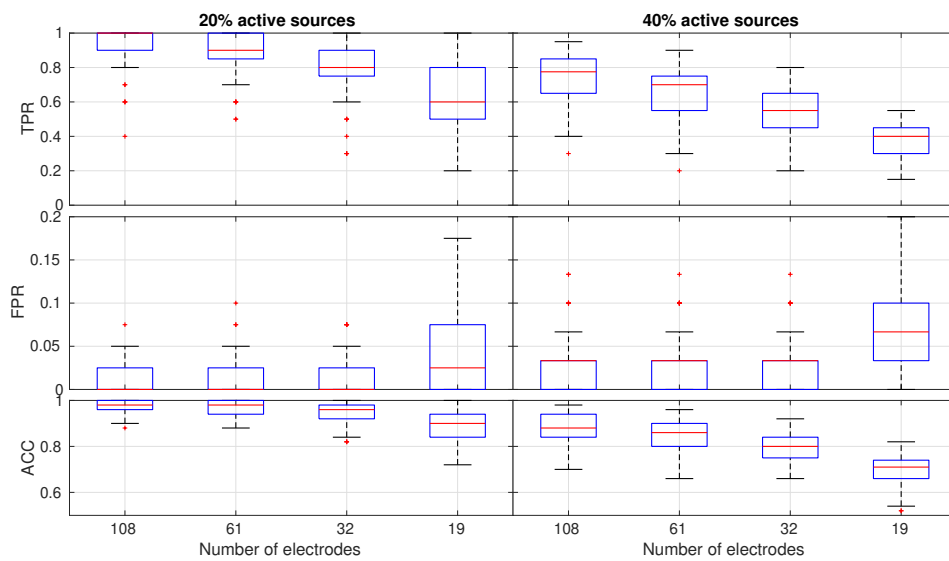 20% active sources
40% active sources
TPR
1
0.8
0.6
0.4
0.2
0
FPR
0.2
0.15
0.1
0.05
0
ACC
1
0.8
0.6
108 61 32 19
108 61 32 19
Number of electrodes
Number of electrodes